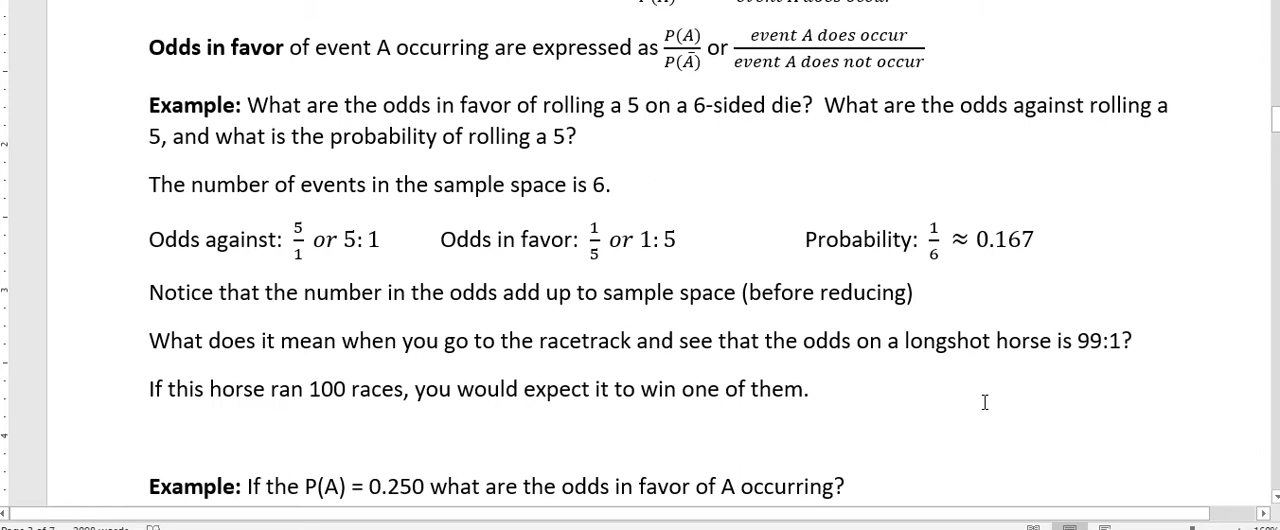 Odds in favor of event A occurring are expressed as P(A)/P(Ā) or event A does occur/event A does not occur
Example: What are the odds in favor of rolling a 5 on a 6-sided die? What are the odds against rolling a
5, and what is the probability of rolling a 5?
The number of events in the sample space is 6.
Odds against: 5/1 or 5:1 Odds in favor: 1/5 or 1:5 Probability: 1/6 ≈ 0.167
Notice that the number in the odds add up to sample space (before reducing)
What does it mean when you go to the racetrack and see that the odds on a longshot horse is 99:1?
If this horse ran 100 races, you would expect it to win one of them.
Example: If the P(A) = 0.250 what are the odds in favor of A occurring?